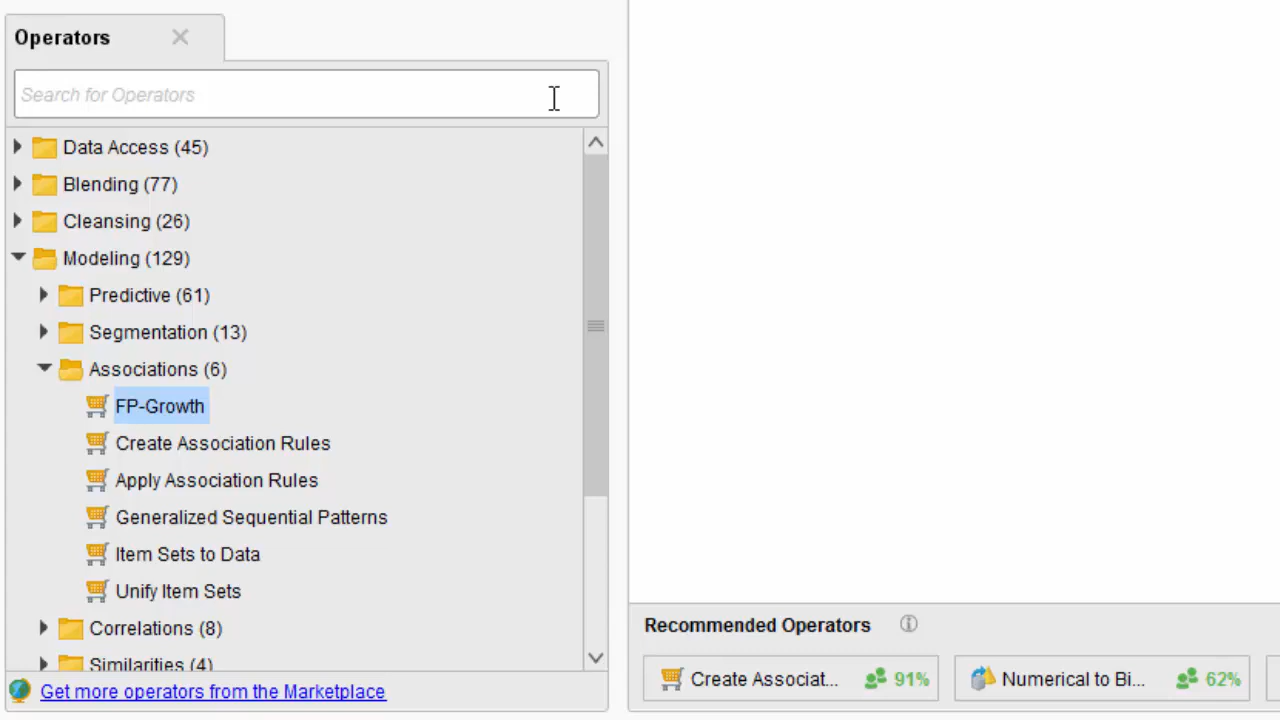 Operators
Search for Operators
Data Access (45)
Blending (77)
Cleansing (26)
Modeling (129)
Predictive (61)
Segmentation (13)
Associations (6)
FP-Growth
Create Association Rules
Apply Association Rules
Generalized Sequential Patterns
Item Sets to Data
Unify Item Sets
Correlations (8)
Similarities (4)
Get more operators from the Marketplace
Recommended Operators
Create Associat... 91%
Numerical to Bi... 62%